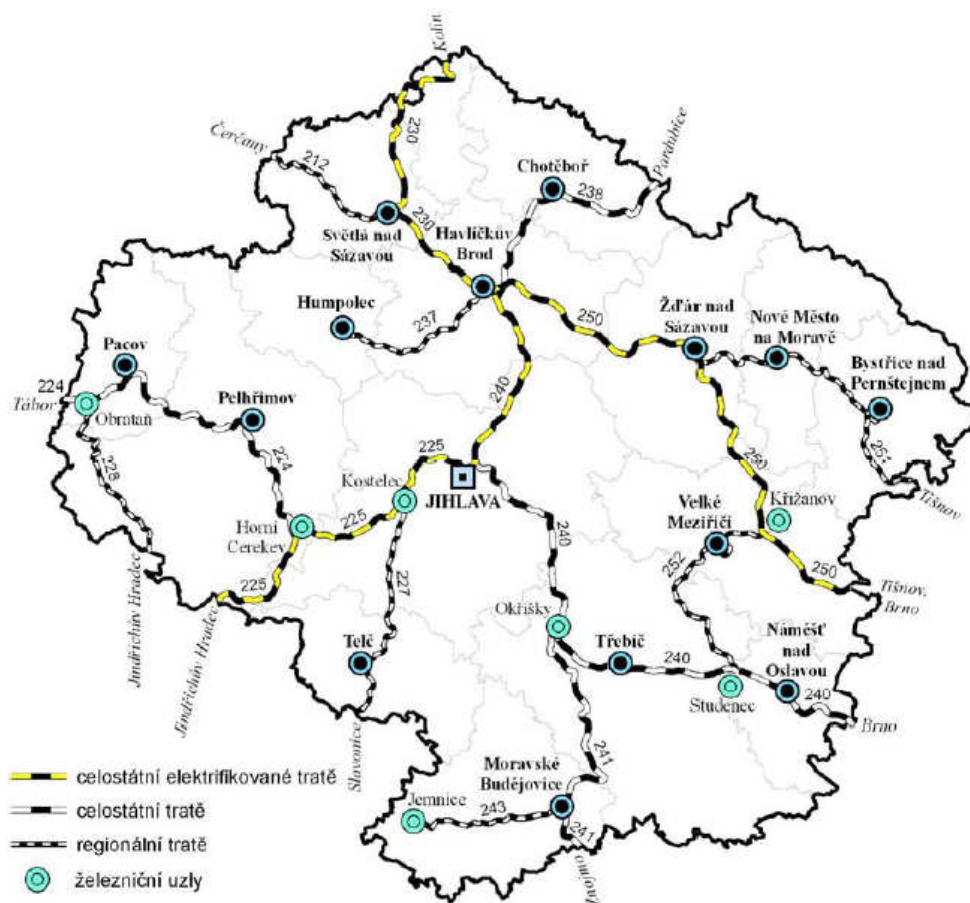 Kolín
230
Čerčany
212
Pardubice
Chotěboř
238
Světlá nad
Sázavou
230
Havlíčkův
Brod
Humpolec
237
250
Žďár nad
Sázavou
Nové Město
na Moravě
Bystřice nad
Pernštejnem
Pacov
224
Tábor
Obrataň
Pelhřimov
240
228
224
225
Kostelec
JIHLAVA
251
Tišnov
250
Křižanov
Velké
Meziříčí
Horní
Cerekev
225
225
227
240
252
250
Tišnov,
Brno
Jindřichův Hradec
Jindřichův Hradec
Okříšky
Telč
Třebíč
240
Náměšť
nad
Oslavou
Studenec
240
Brno
Slavonice
241
Moravské
Budějovice
Jemnice
243
241
Znojmo
celostátní elektrifikované tratě
celostátní tratě
regionální tratě
železniční uzly